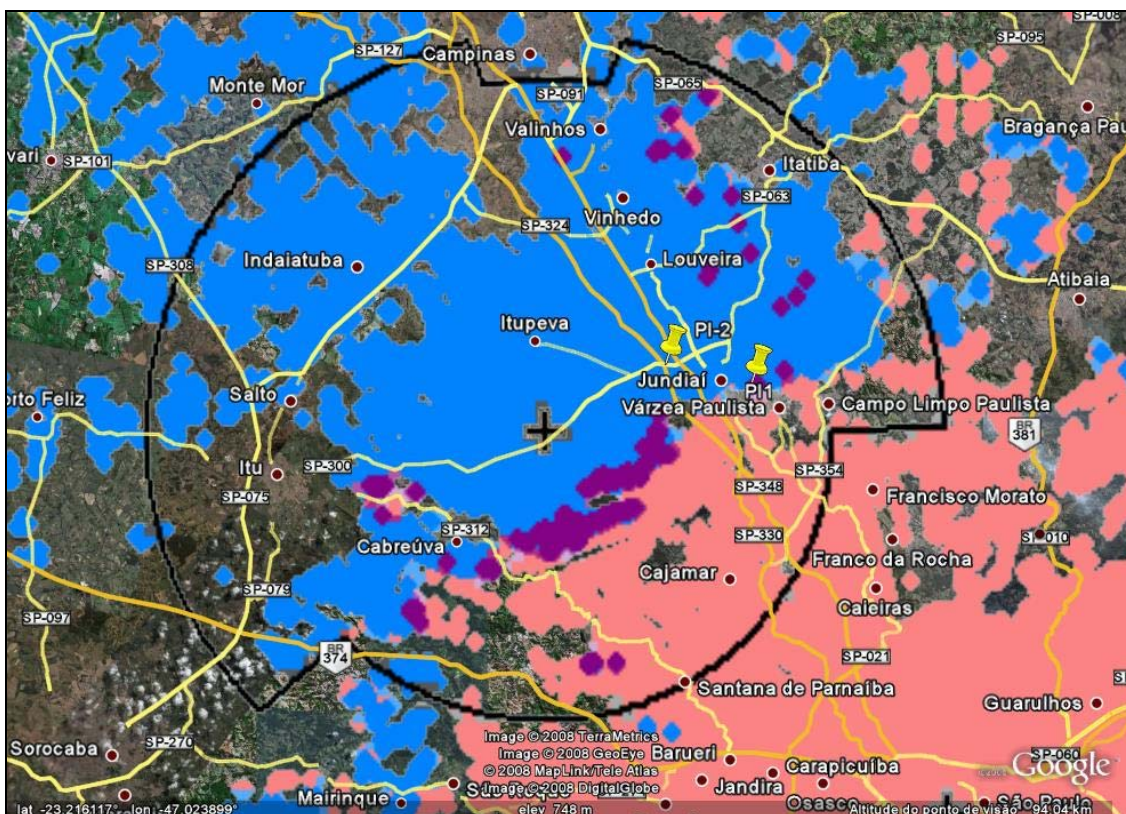 SP-008
SP-095
SP-127
Campinas
SP-065
SP-091
Monte Mor
Bragança Pau
Valinhos
vari
SP-101
Itatiba
SP-063
Vinhedo
SP-324
SP-308
Indaiatuba
Louveira
Atibaia
Itupeva
PI-2
Jundiaí
PI1
Salto
orto Feliz
Várzea Paulista
Campo Limpo Paulista
BR
381
SP-300
Itu
SP-075
SP-354
SP-348
Francisco Morato
SP-312
SP-330
Cabreúva
Franco da Rocha
010
Cajamar
SP-079
Caieiras
SP-097
BR
374
SP-021
Santana de Parnaíba
Guarulhos
SP-270
Sorocaba
Image © 2008 TerraMetrics
Image © 2008 GeoEye
© 2008 MapLink/Tele Atlas
Image © 2008 DigitalGlobe
Barueri
SP-060
Google
Jandira
Carapicuíba
Mairinque
Osasco
São Paulo
lat -23.216117° lon -47.023899°
elev 748 m
Altitude do ponto de visão 94.04 km